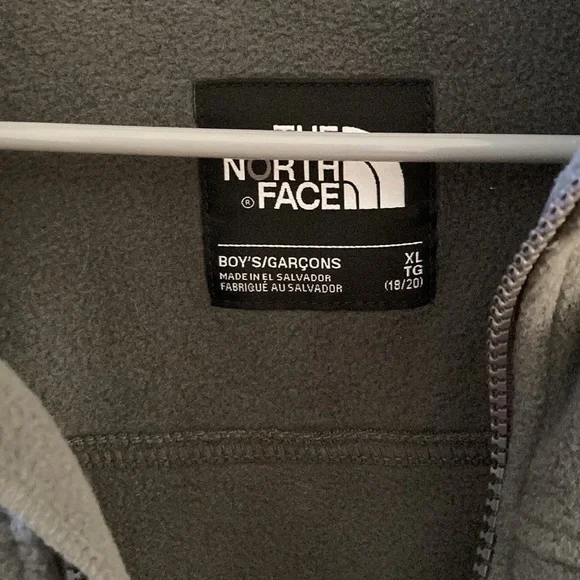 THE
NORTH
® FACE
BOY'S/GARÇONS
MADE IN EL SALVADOR
FABRIQUÉ AU SALVADOR
XL
TG
(18/20)